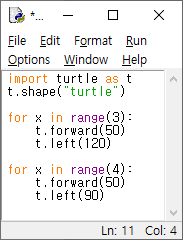 *...
File Edit Format Run
Options Window Help
import turtle as t
t.shape("turtle")

for x in range(3):
    t.forward(50)
    t.left(120)

for x in range(4):
    t.forward(50)
    t.left(90)
Ln: 11 Col: 4